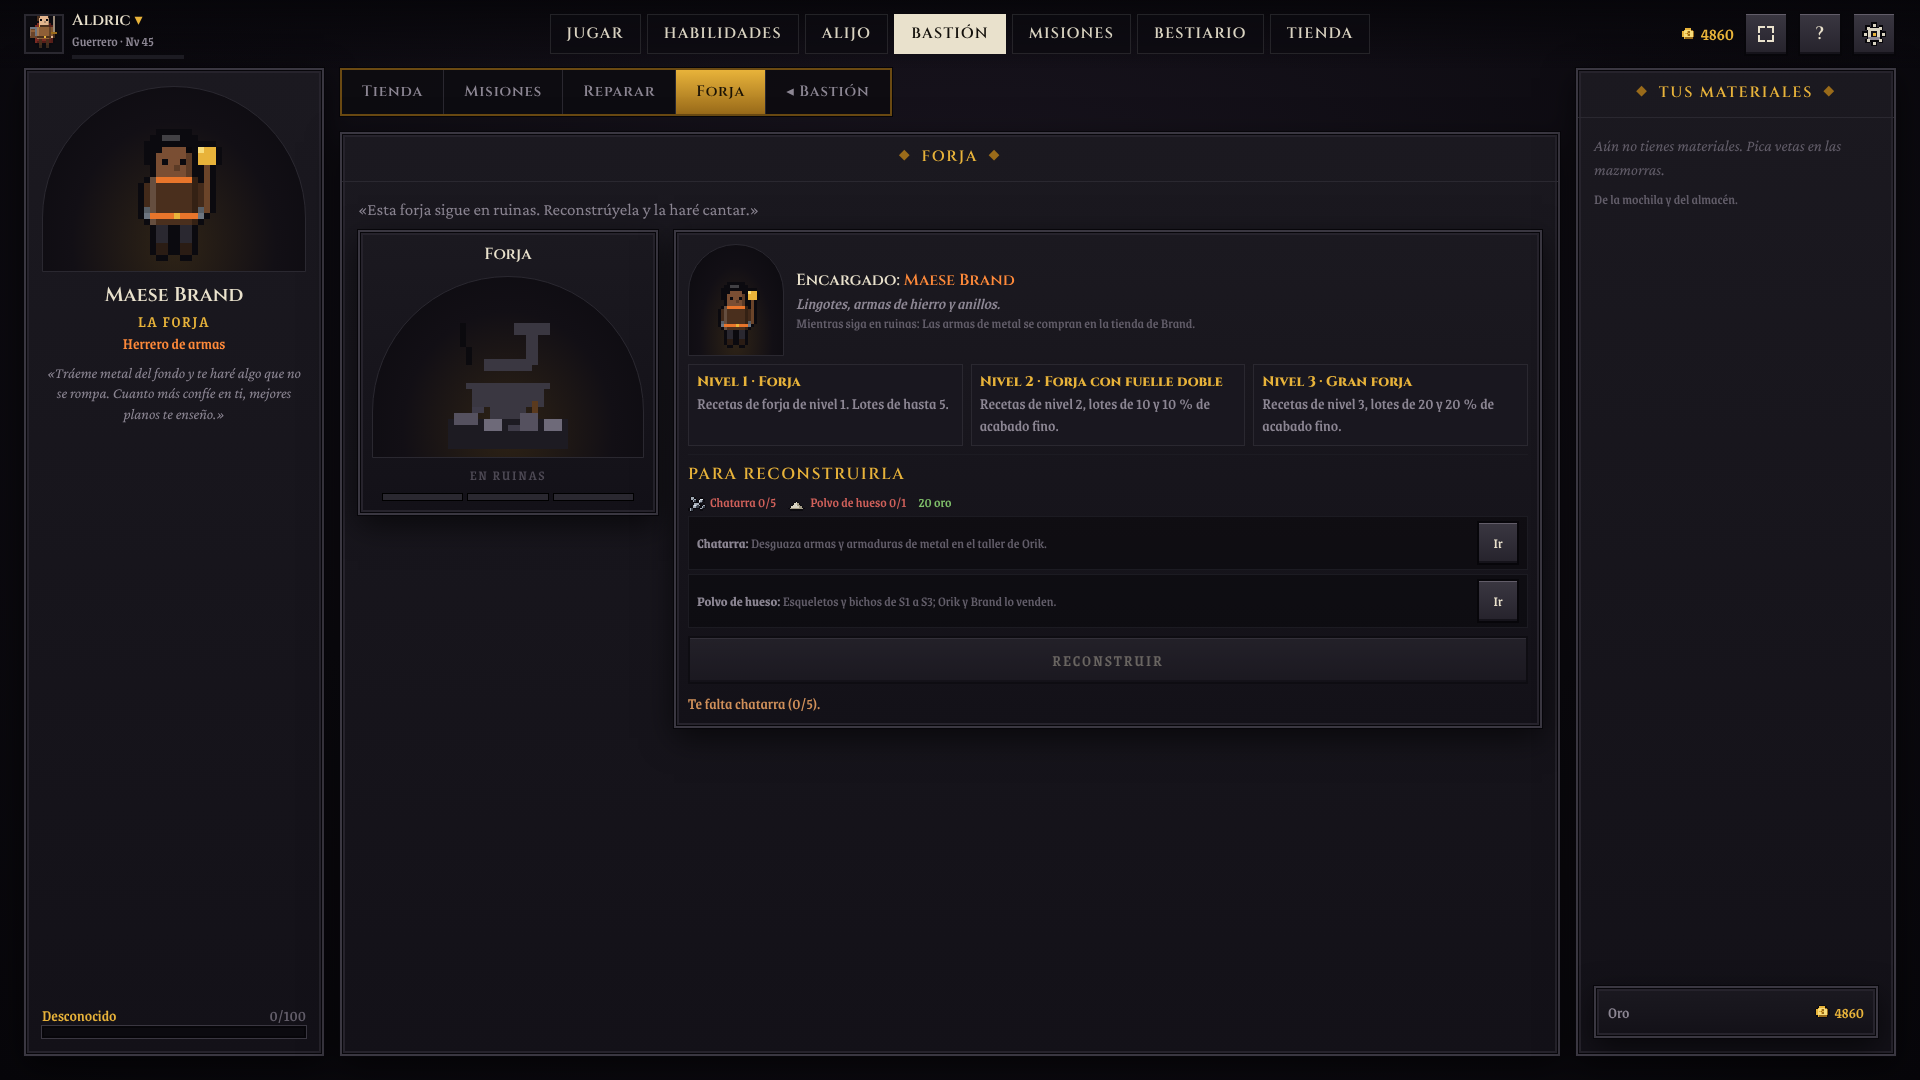 Aldric ▾
Guerrero · Nv 45
JUGAR
HABILIDADES
ALIJO
BASTIÓN
MISIONES
BESTIARIO
TIENDA
4860
?
Tienda
Misiones
Reparar
Forja
◂ Bastión
Maese Brand
LA FORJA
Herrero de armas
«Tráeme metal del fondo y te haré algo que no
se rompa. Cuanto más confíe en ti, mejores
planos te enseño.»
Desconocido
0/100
◆ FORJA ◆
«Esta forja sigue en ruinas. Reconstrúyela y la haré cantar.»
Forja
EN RUINAS
Encargado: Maese Brand
Lingotes, armas de hierro y anillos.
Mientras siga en ruinas: Las armas de metal se compran en la tienda de Brand.
Nivel 1 · Forja
Recetas de forja de nivel 1. Lotes de hasta 5.
Nivel 2 · Forja con fuelle doble
Recetas de nivel 2, lotes de 10 y 10 % de
acabado fino.
Nivel 3 · Gran forja
Recetas de nivel 3, lotes de 20 y 20 % de
acabado fino.
PARA RECONSTRUIRLA
Chatarra 0/5
Polvo de hueso 0/1
20 oro
Chatarra: Desguaza armas y armaduras de metal en el taller de Orik.
Ir
Polvo de hueso: Esqueletos y bichos de S1 a S3; Orik y Brand lo venden.
Ir
RECONSTRUIR
Te falta chatarra (0/5).
◆ TUS MATERIALES ◆
Aún no tienes materiales. Pica vetas en las
mazmorras.
De la mochila y del almacén.
Oro
4860